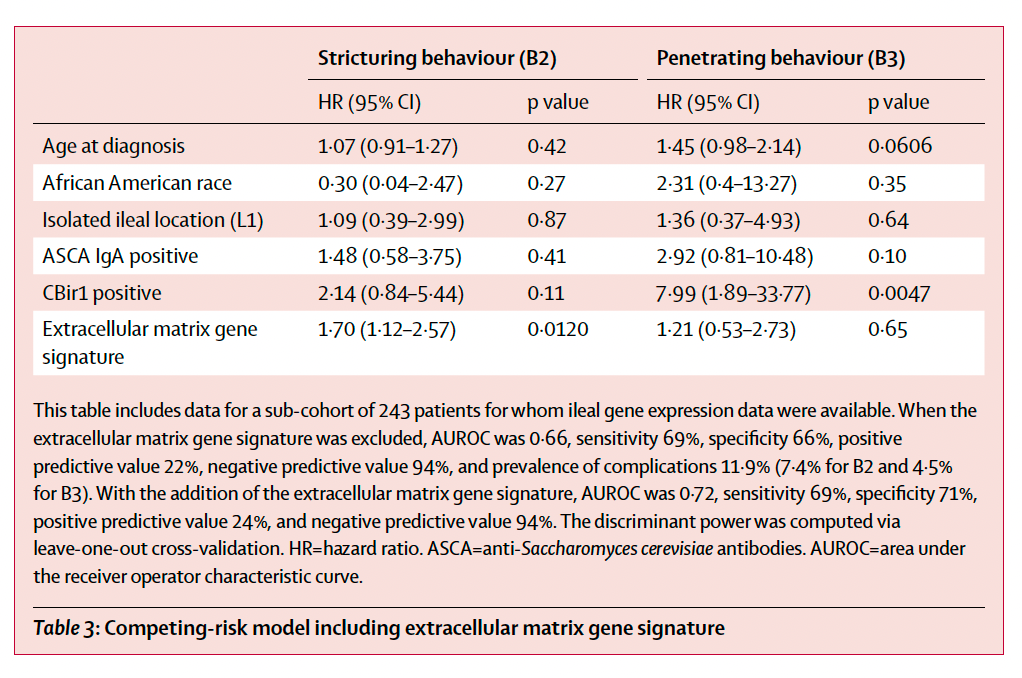 Stricturing behaviour (B2) Penetrating behaviour (B3)
HR (95% CI) p value HR (95% CI) p value
Age at diagnosis 1·07 (0·91–1·27) 0·42 1·45 (0·98–2·14) 0·0606
African American race 0·30 (0·04–2·47) 0·27 2·31 (0·4–13·27) 0·35
Isolated ileal location (L1) 1·09 (0·39–2·99) 0·87 1·36 (0·37–4·93) 0·64
ASCA IgA positive 1·48 (0·58–3·75) 0·41 2·92 (0·81–10·48) 0·10
CBir1 positive 2·14 (0·84–5·44) 0·11 7·99 (1·89–33·77) 0·0047
Extracellular matrix gene 1·70 (1·12–2·57) 0·0120 1·21 (0·53–2·73) 0·65
signature
This table includes data for a sub-cohort of 243 patients for whom ileal gene expression data were available. When the
extracellular matrix gene signature was excluded, AUROC was 0·66, sensitivity 69%, specificity 66%, positive
predictive value 22%, negative predictive value 94%, and prevalence of complications 11·9% (7·4% for B2 and 4·5%
for B3). With the addition of the extracellular matrix gene signature, AUROC was 0·72, sensitivity 69%, specificity 71%,
positive predictive value 24%, and negative predictive value 94%. The discriminant power was computed via
leave-one-out cross-validation. HR=hazard ratio. ASCA=anti-Saccharomyces cerevisiae antibodies. AUROC=area under
the receiver operator characteristic curve.
Table 3: Competing-risk model including extracellular matrix gene signature